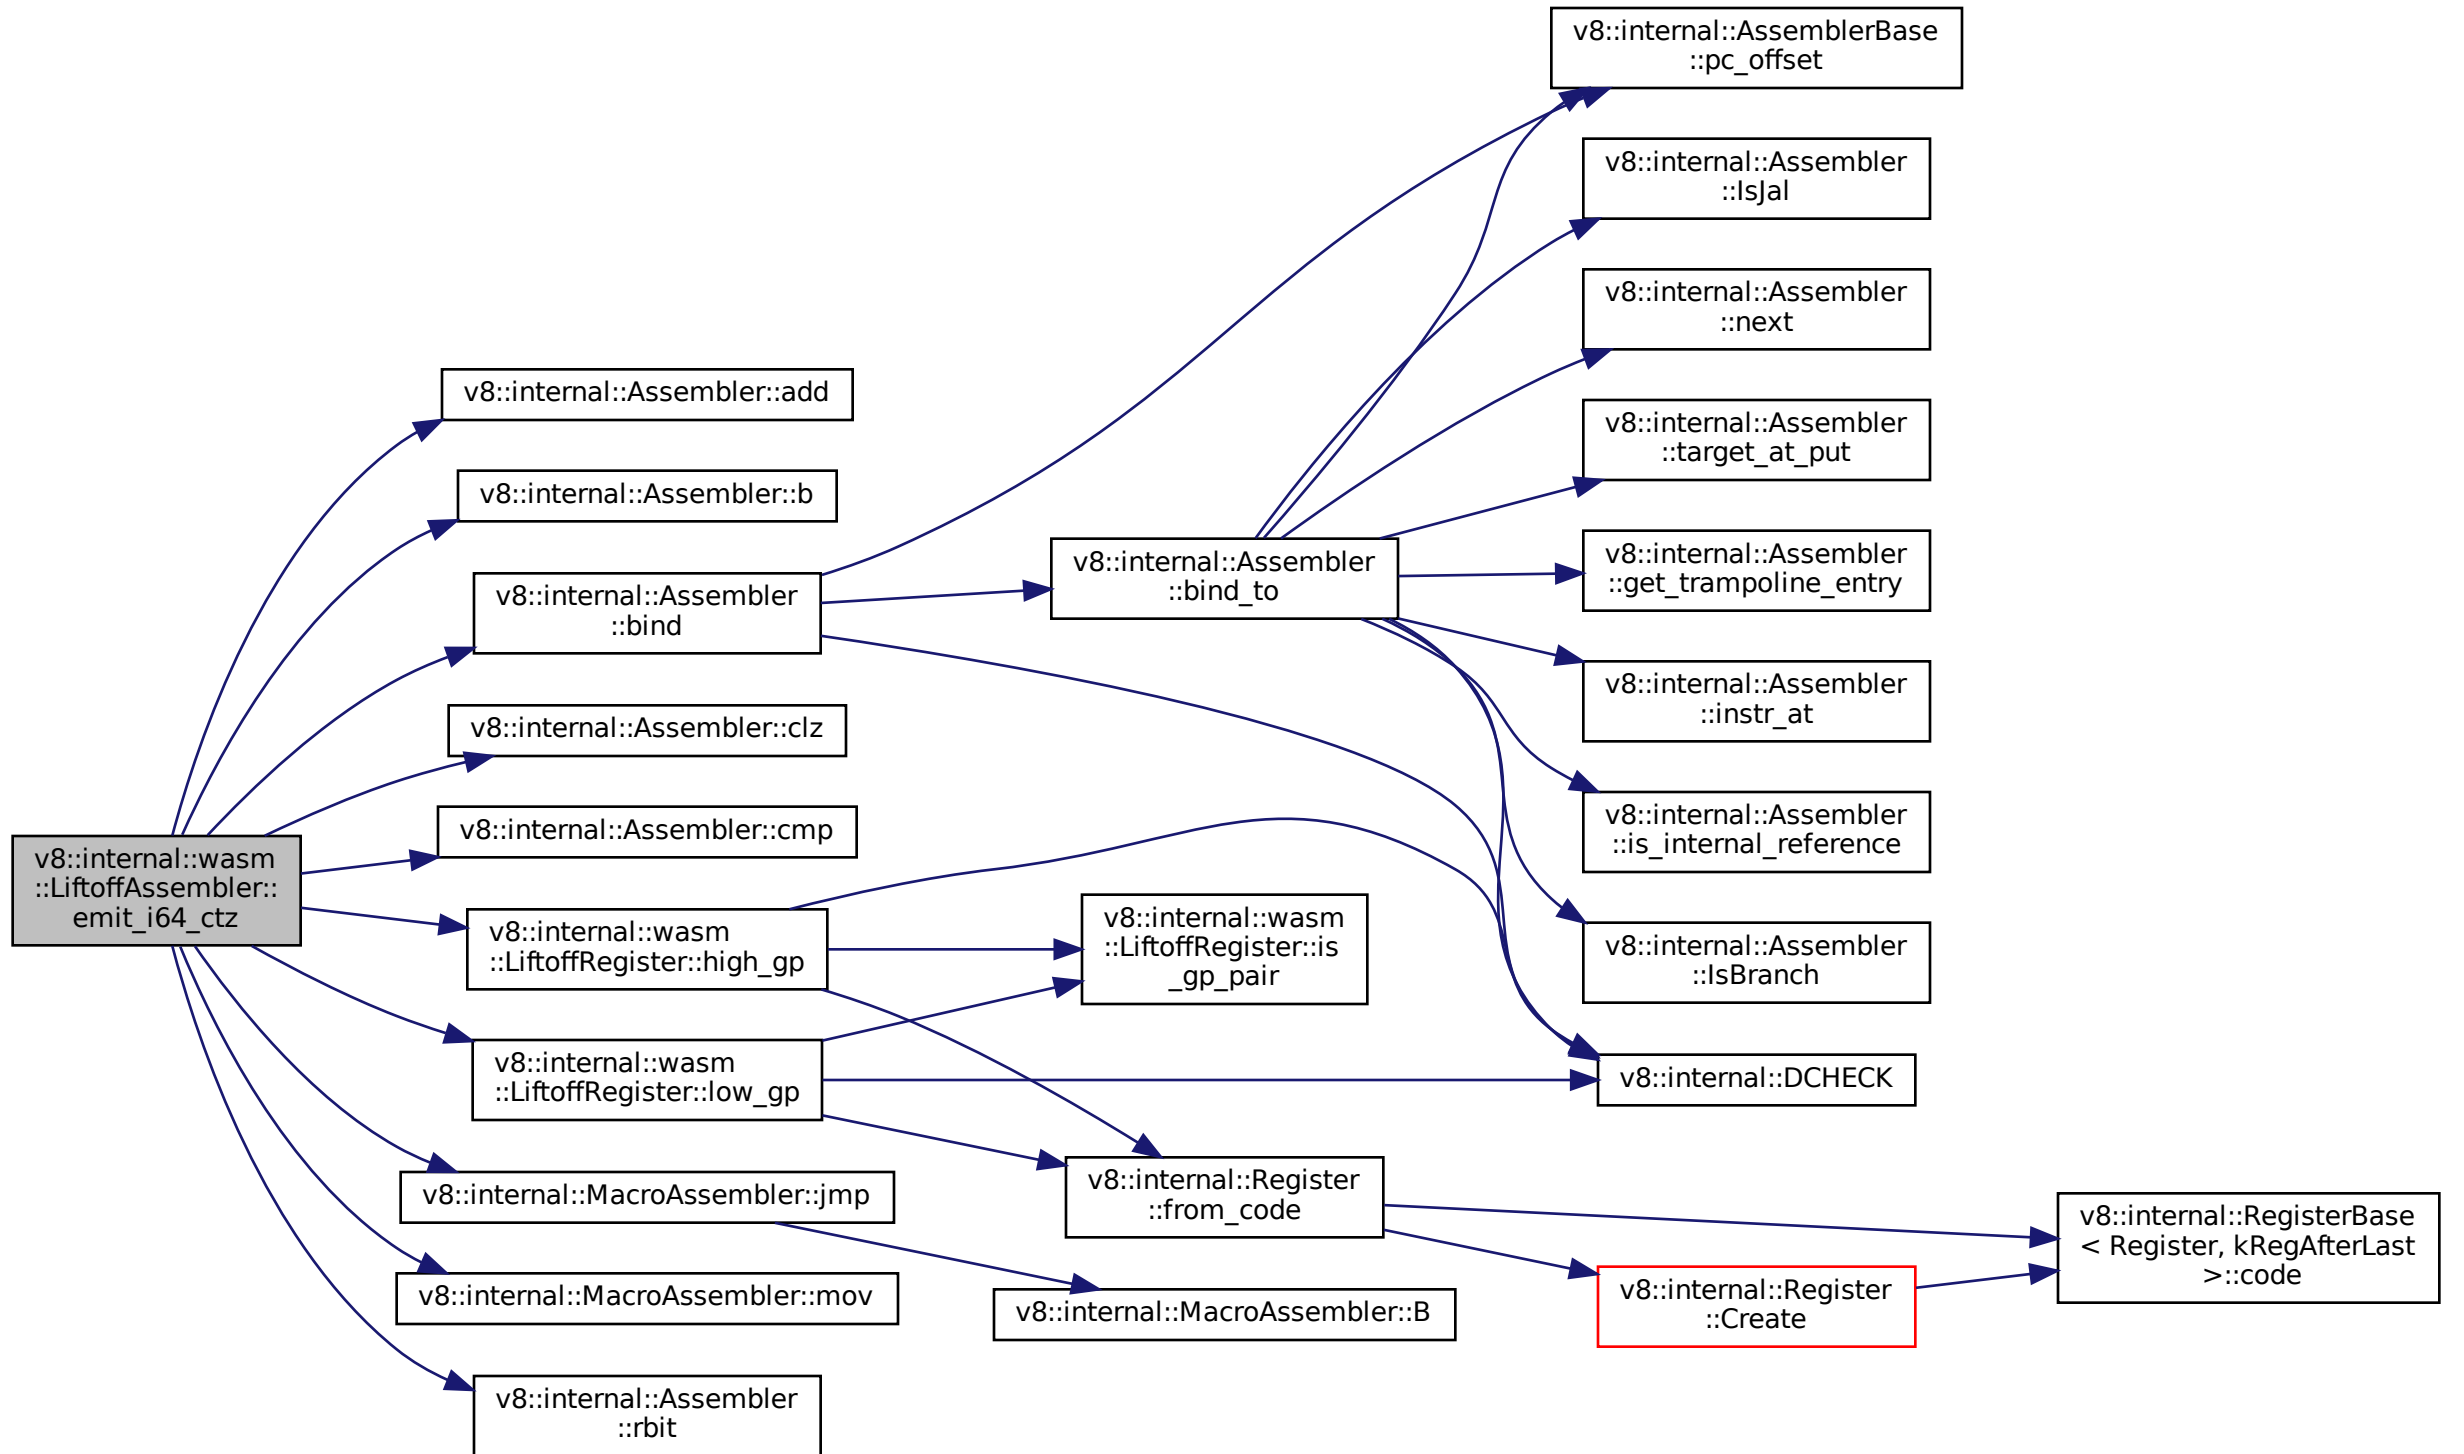 v8::internal::wasm
::LiftoffAssembler::
emit_i64_ctz
v8::internal::Assembler::add
v8::internal::Assembler::b
v8::internal::Assembler
::bind
v8::internal::Assembler::clz
v8::internal::Assembler::cmp
v8::internal::wasm
::LiftoffRegister::high_gp
v8::internal::wasm
::LiftoffRegister::low_gp
v8::internal::MacroAssembler::jmp
v8::internal::MacroAssembler::mov
v8::internal::Assembler
::rbit
v8::internal::Assembler
::bind_to
v8::internal::wasm
::LiftoffRegister::is
_gp_pair
v8::internal::Register
::from_code
v8::internal::MacroAssembler::B
v8::internal::AssemblerBase
::pc_offset
v8::internal::Assembler
::IsJal
v8::internal::Assembler
::next
v8::internal::Assembler
::target_at_put
v8::internal::Assembler
::get_trampoline_entry
v8::internal::Assembler
::instr_at
v8::internal::Assembler
::is_internal_reference
v8::internal::Assembler
::IsBranch
v8::internal::DCHECK
v8::internal::Register
::Create
v8::internal::RegisterBase
< Register, kRegAfterLast
>::code